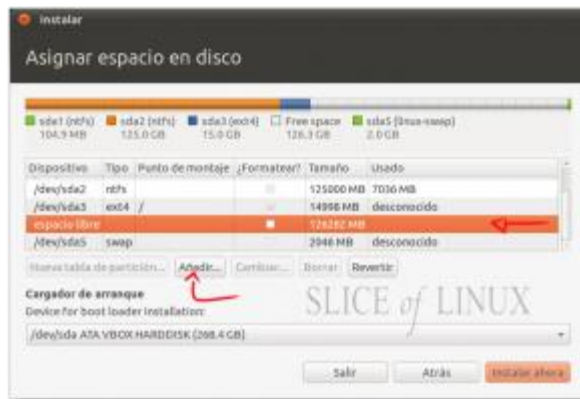 Instalar
Asignar espacio en disco
sda1 (ntfs) sda2 (ntfs) sda3 (ext4) Free space sda5 (linux-swap)
104.9 MB 125.0 GB 15.0 GB 126.3 GB 2.0 GB
Dispositivo Tipo Punto de montaje ¿Formatear? Tamaño Usado
/dev/sda2 ntfs 125000 MB 7036 MB
/dev/sda3 ext4 / 14998 MB desconocido
espacio libre 126282 MB
/dev/sda5 swap 2046 MB desconocido
Nueva tabla de partición... Añadir... Cambiar... Borrar Revertir
Cargador de arranque
Device for boot loader installation:
SLICE of LINUX
/dev/sda ATA VBOX HARDDISK (268.4 GB)
Salir Atrás Instalar ahora